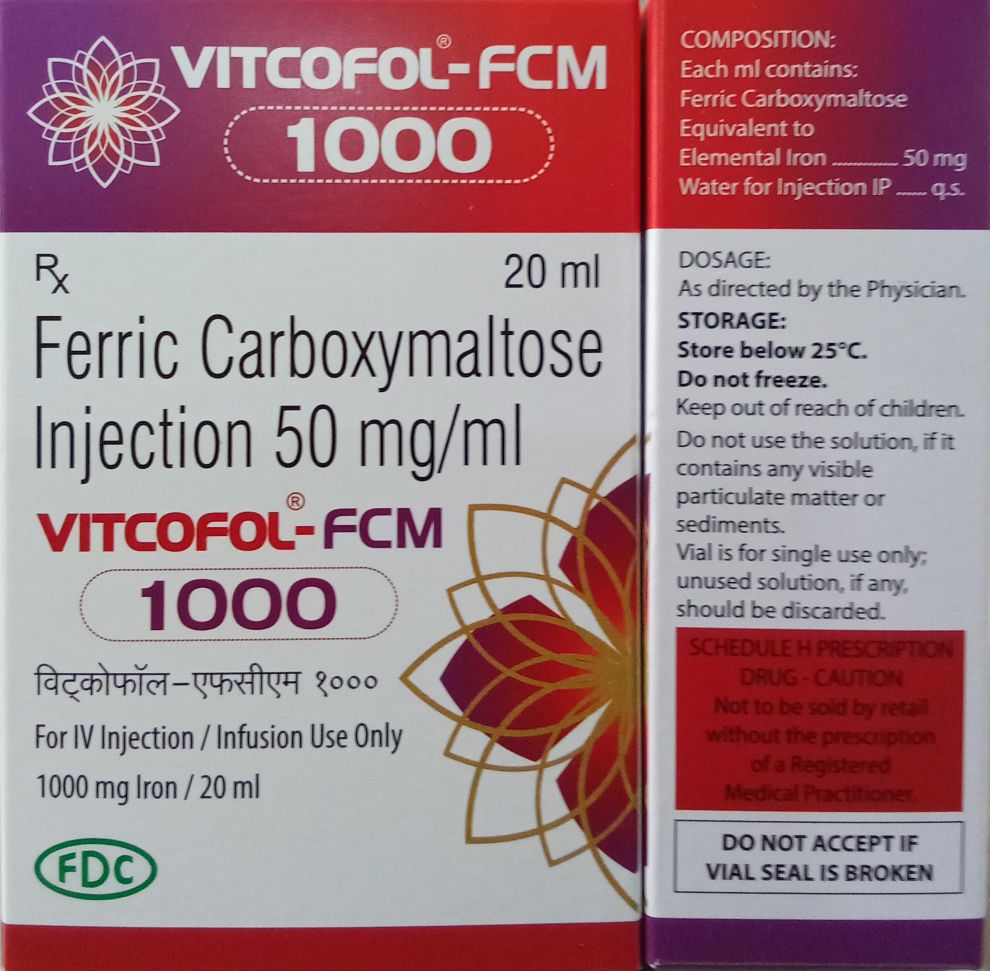 VITCOFOL®-FCM
1000
Rx
20 ml
Ferric Carboxymaltose
Injection 50 mg/ml
VITCOFOL®-FCM
1000
विट्कोफॉल–एफसीएम १०००
For IV Injection / Infusion Use Only
1000 mg Iron / 20 ml
FDC
COMPOSITION:
Each ml contains:
Ferric Carboxymaltose
Equivalent to
Elemental Iron ............. 50 mg
Water for Injection IP ...... q.s.
DOSAGE:
As directed by the Physician.
STORAGE:
Store below 25°C.
Do not freeze.
Keep out of reach of children.
Do not use the solution, if it
contains any visible
particulate matter or
sediments.
Vial is for single use only;
unused solution, if any,
should be discarded.
SCHEDULE H PRESCRIPTION
DRUG - CAUTION
Not to be sold by retail
without the prescription
of a Registered
Medical Practitioner.
DO NOT ACCEPT IF
VIAL SEAL IS BROKEN